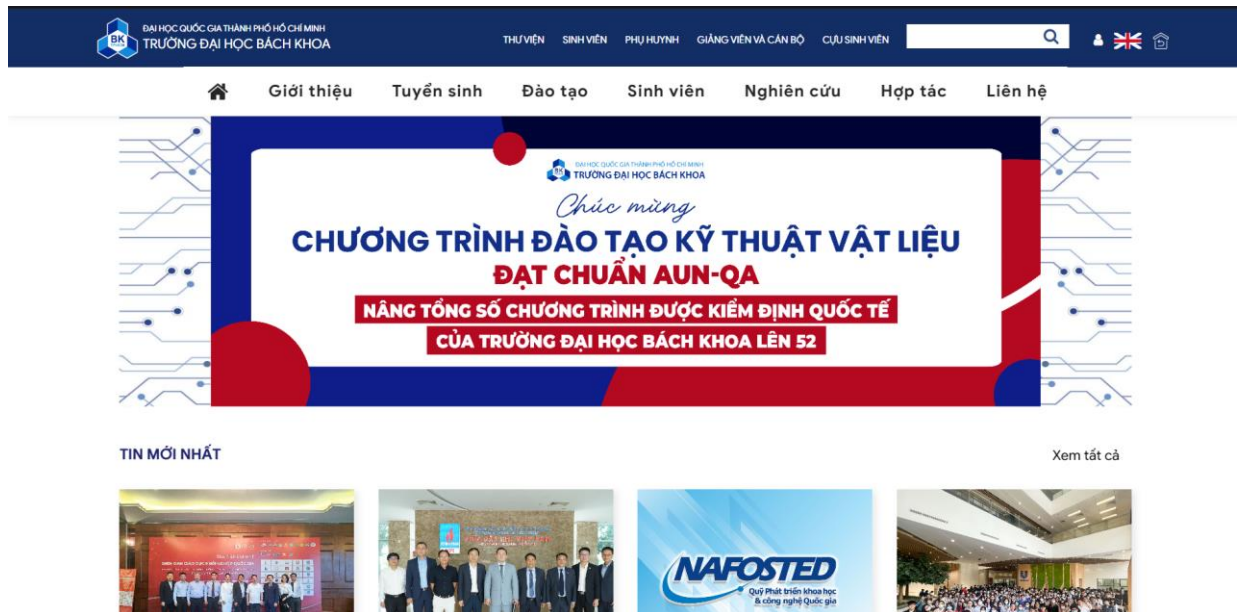 ĐẠI HỌC QUỐC GIA THÀNH PHỐ HỒ CHÍ MINH
TRƯỜNG ĐẠI HỌC BÁCH KHOA
BK
THƯ VIỆN SINH VIÊN PHỤ HUYNH GIẢNG VIÊN VÀ CÁN BỘ CỰU SINH VIÊN
Giới thiệu Tuyển sinh Đào tạo Sinh viên Nghiên cứu Hợp tác Liên hệ
ĐẠI HỌC QUỐC GIA THÀNH PHỐ HỒ CHÍ MINH
BK
TRƯỜNG ĐẠI HỌC BÁCH KHOA
Chúc mừng
CHƯƠNG TRÌNH ĐÀO TẠO KỸ THUẬT VẬT LIỆU
ĐẠT CHUẨN AUN-QA
NÂNG TỔNG SỐ CHƯƠNG TRÌNH ĐƯỢC KIỂM ĐỊNH QUỐC TẾ
CỦA TRƯỜNG ĐẠI HỌC BÁCH KHOA LÊN 52
TIN MỚI NHẤT Xem tất cả
NAFOSTED
Quỹ Phát triển khoa học
& công nghệ Quốc gia